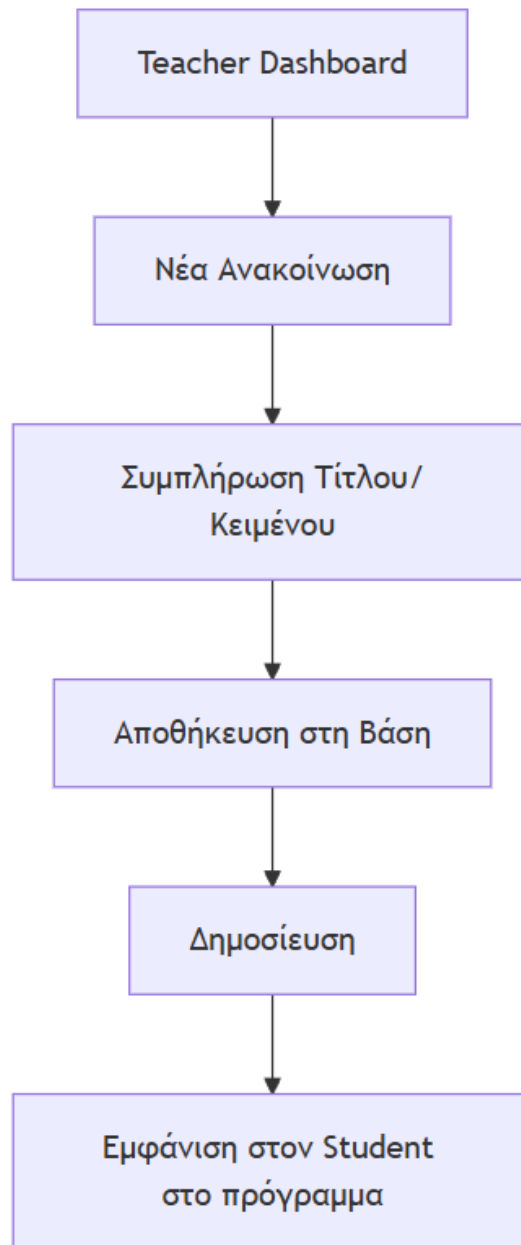 Teacher Dashboard
Νέα Ανακοίνωση
Συμπλήρωση Τίτλου/
Κειμένου
Αποθήκευση στη Βάση
Δημοσίευση
Εμφάνιση στον Student
στο πρόγραμμα